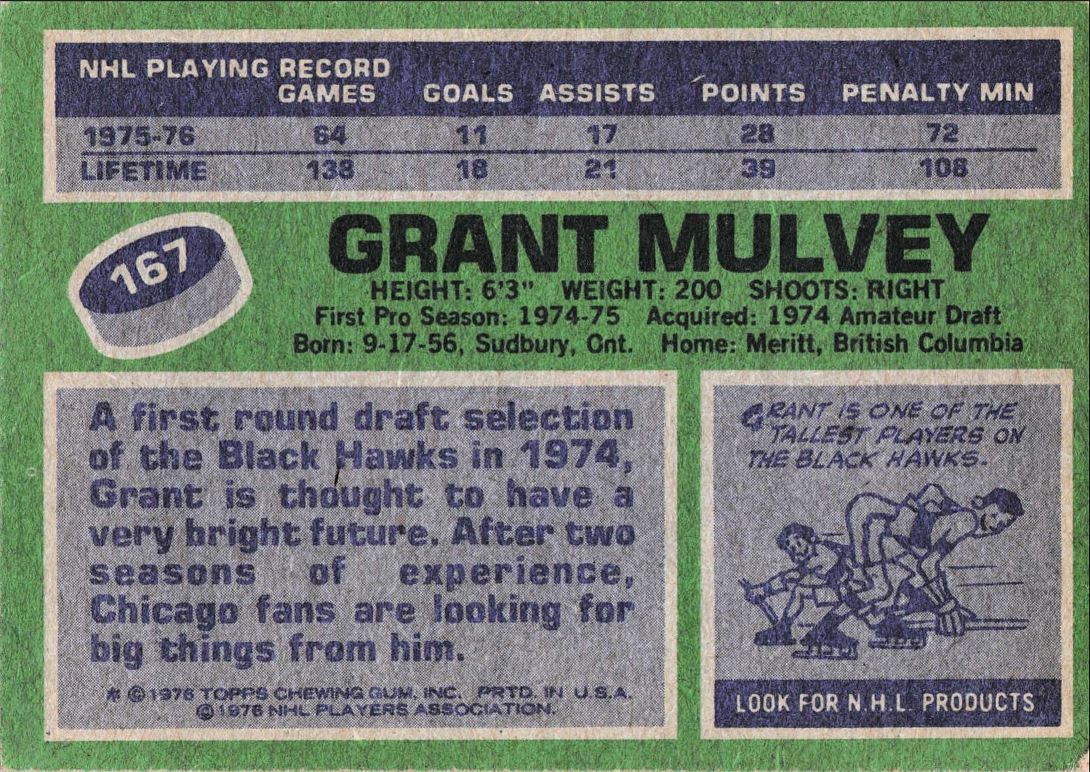 NHL PLAYING RECORD
GAMES GOALS ASSISTS POINTS PENALTY MIN
1975-76 64 11 17 28 72
LIFETIME 138 18 21 39 108
167
GRANT MULVEY
HEIGHT: 6'3" WEIGHT: 200 SHOOTS: RIGHT
First Pro Season: 1974-75 Acquired: 1974 Amateur Draft
Born: 9-17-56, Sudbury, Ont. Home: Meritt, British Columbia
A first round draft selection
of the Black Hawks in 1974,
Grant is thought to have a
very bright future. After two
seasons of experience,
Chicago fans are looking for
big things from him.
* © 1976 TOPPS CHEWING GUM, INC. PRTD. IN U.S.A.
© 1976 NHL PLAYERS ASSOCIATION.
GRANT IS ONE OF THE
TALLEST PLAYERS ON
THE BLACK HAWKS.
LOOK FOR N.H.L. PRODUCTS